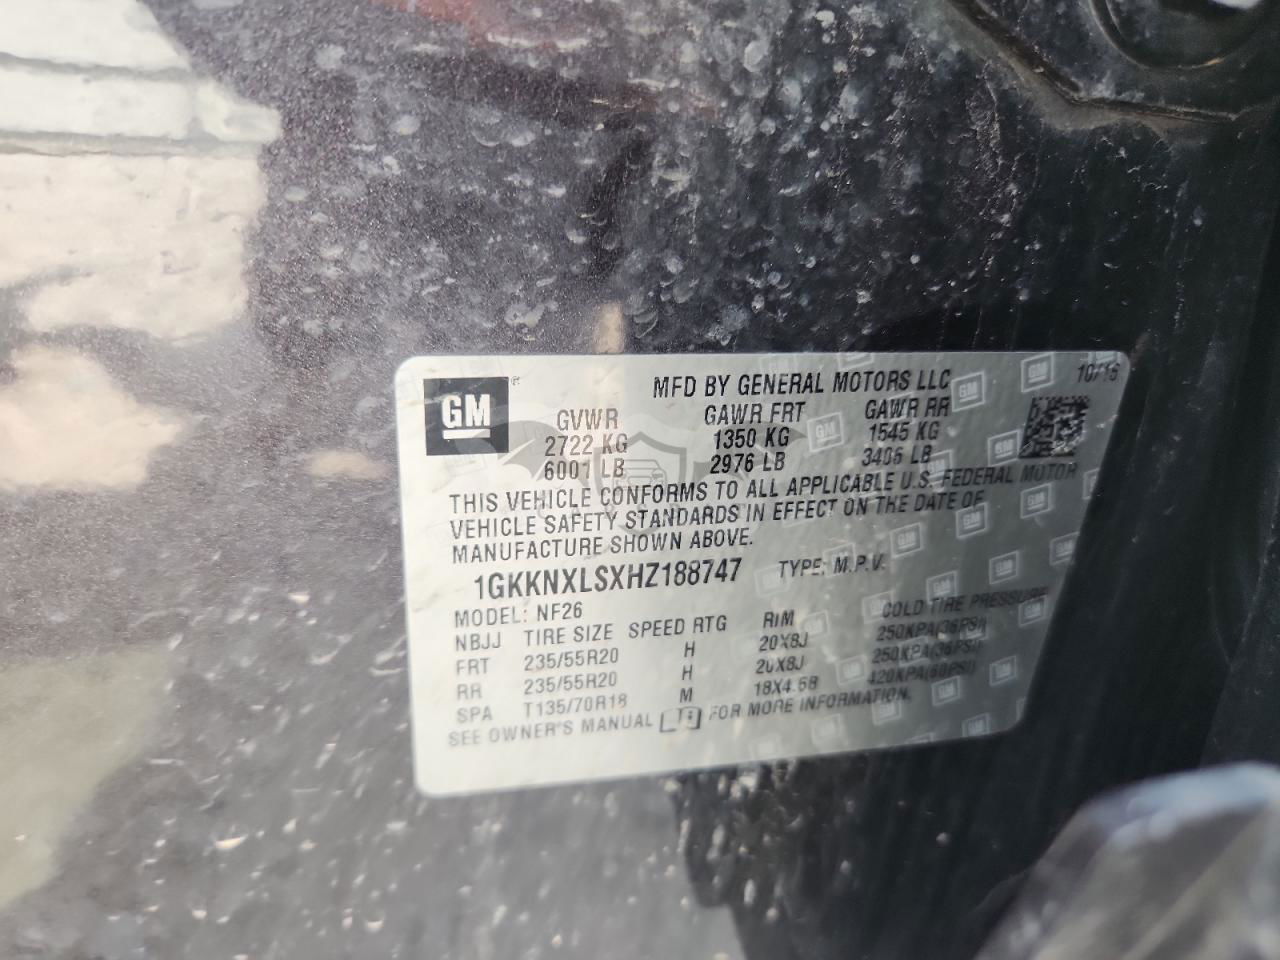 GM ® MFD BY GENERAL MOTORS LLC 10/16
GVWR GAWR FRT GAWR RR
2722 KG 1350 KG 1545 KG
6001 LB 2976 LB 3406 LB
THIS VEHICLE CONFORMS TO ALL APPLICABLE U.S. FEDERAL MOTOR
VEHICLE SAFETY STANDARDS IN EFFECT ON THE DATE OF
MANUFACTURE SHOWN ABOVE.
1GKKNXLSXHZ188747 TYPE: M.P.V.
MODEL: NF26
NBJJ TIRE SIZE SPEED RTG RIM COLD TIRE PRESSURE
FRT 235/55R20 H 20X8J 250KPA(36PSI)
RR 235/55R20 H 20X8J 250KPA(36PSI)
SPA T135/70R18 M 18X4.5B 420KPA(60PSI)
SEE OWNER'S MANUAL FOR MORE INFORMATION.